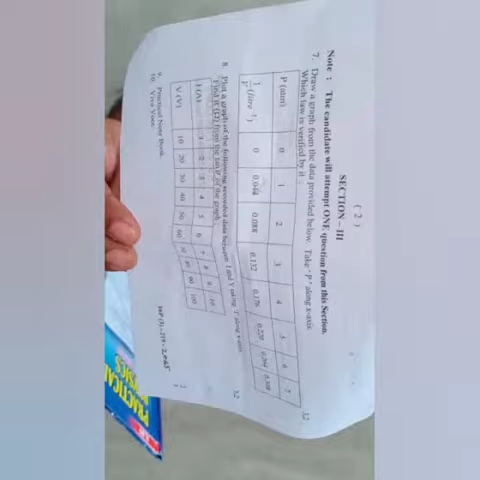 ( 2 )
SECTION – III
Note : The candidate will attempt ONE question from this Section.
7. Draw a graph from the data provided below. Take 'P' along x-axis. 12
Which law is verified by it.
P (atm) 0 1 2 3 4 5 6 7
1/V (litre⁻¹) 0 0.044 0.088 0.132 0.176 0.220 0.264 0.308
8. Plot a graph of the following recorded data between I and V taking 'I' along x-axis. 12
Find R (Ω) from the graph.
I (A) 1 2 3 4 5 6 7 8 9 10
V (V) 10 20 30 40 50 60 70 80 90 100
9. Practical Note Book. 2
10. Viva Voce.
PRACTICAL
PHYSICS